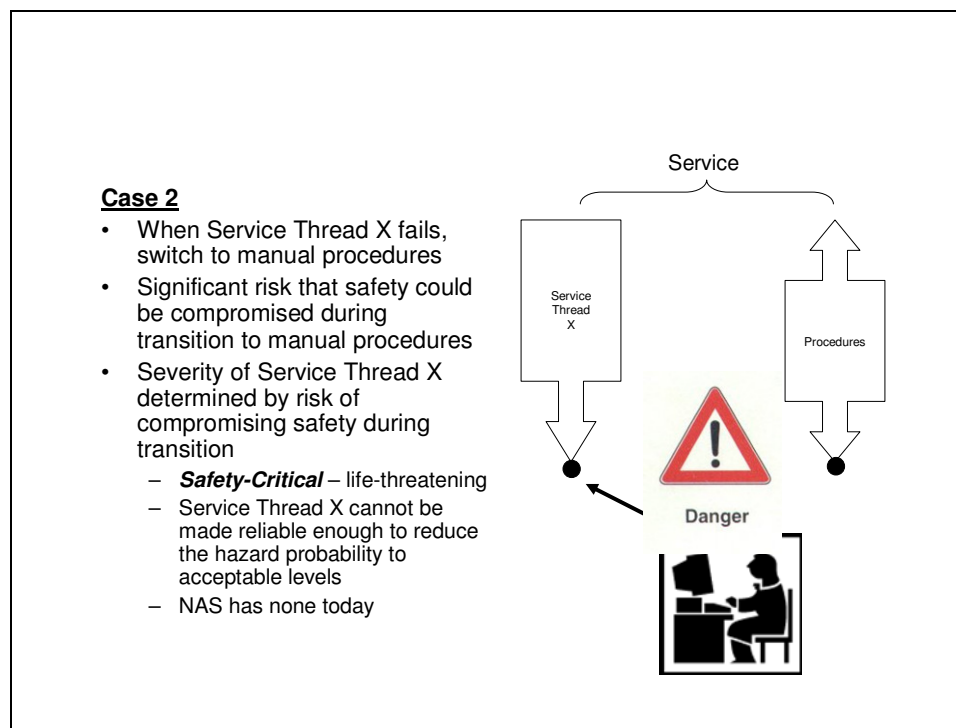 Case 2
• When Service Thread X fails,
switch to manual procedures
• Significant risk that safety could
be compromised during
transition to manual procedures
• Severity of Service Thread X
determined by risk of
compromising safety during
transition
– Safety-Critical – life-threatening
– Service Thread X cannot be
made reliable enough to reduce
the hazard probability to
acceptable levels
– NAS has none today
Service
Service
Thread
X
Procedures
!
Danger